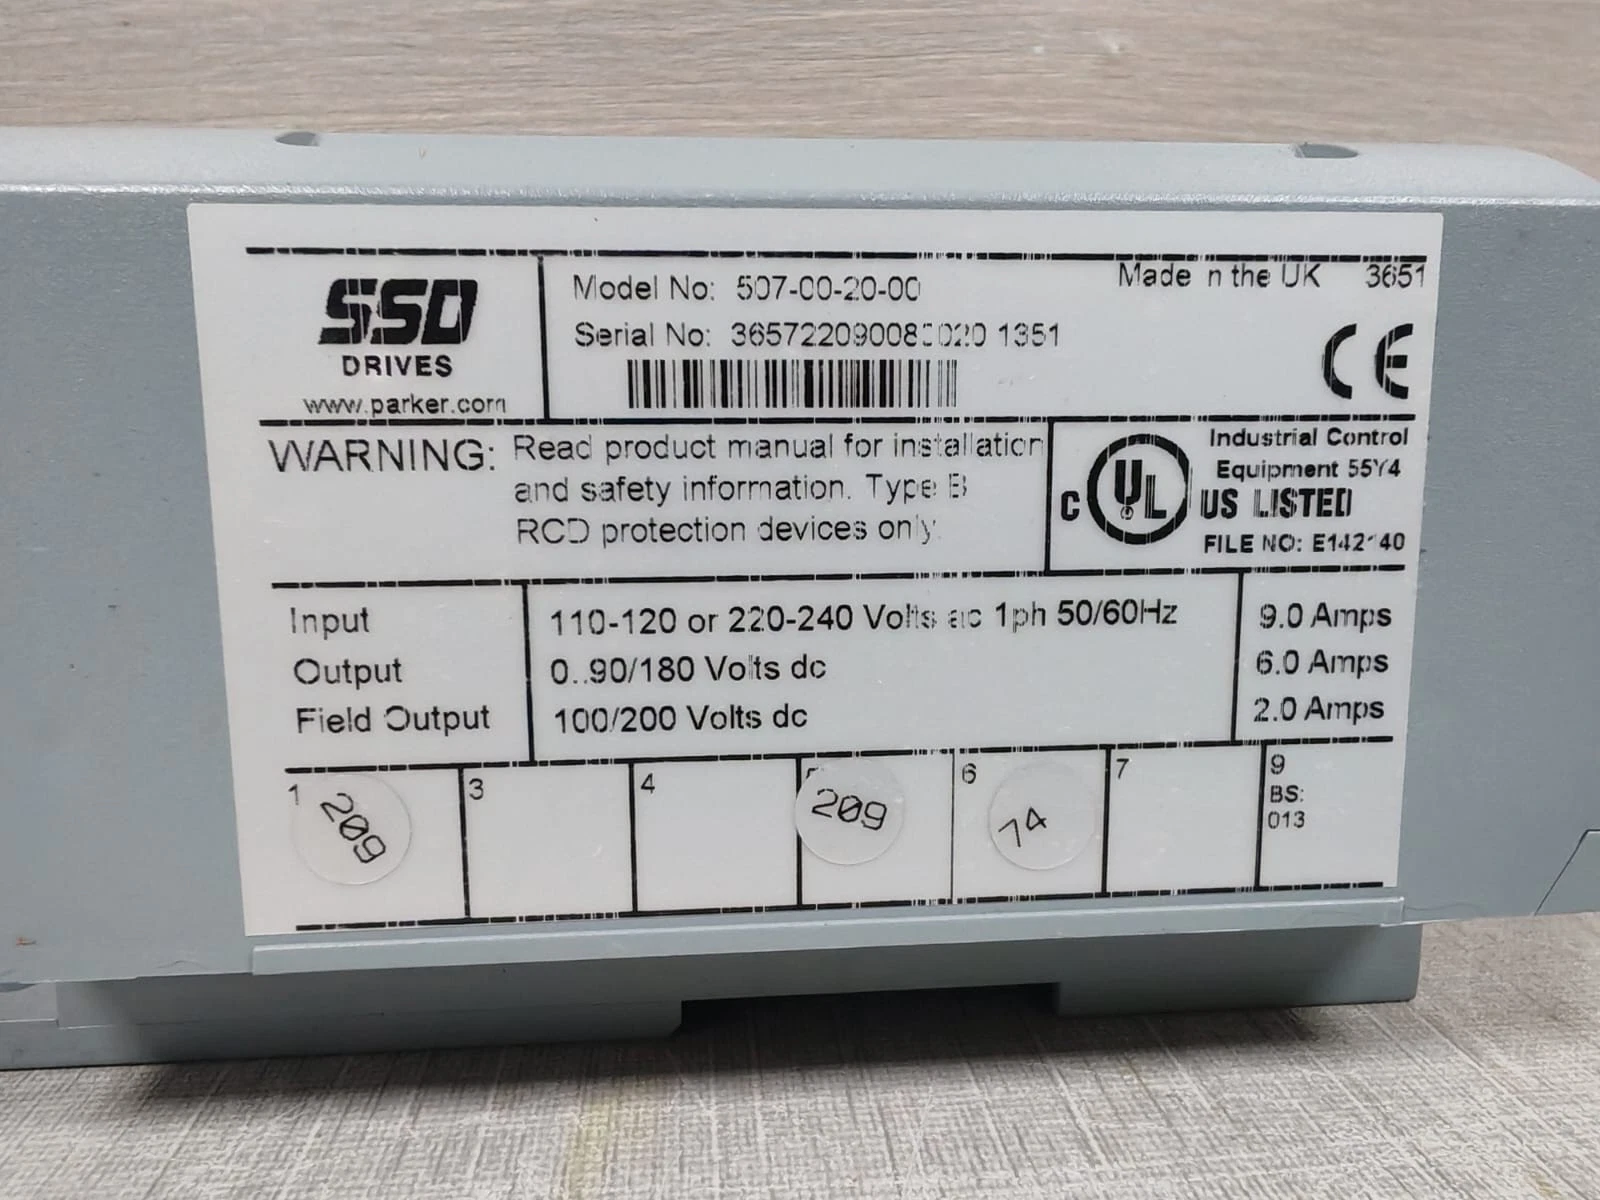 SSD
DRIVES
www.parker.com
Model No: 507-00-20-00
Serial No: 1351
Made in the UK 3651
CE
WARNING: Read product manual for installation
and safety information. Type B
RCD protection devices only.
C UL US LISTED
Industrial Control
Equipment 55Y4
FILE NO: E142140
Input 110-120 or 220-240 Volts ac 1ph 50/60Hz 9.0 Amps
Output 0..90/180 Volts dc 6.0 Amps
Field Output 100/200 Volts dc 2.0 Amps
1 3 4 6 7 9
209 209 74
BS:
013